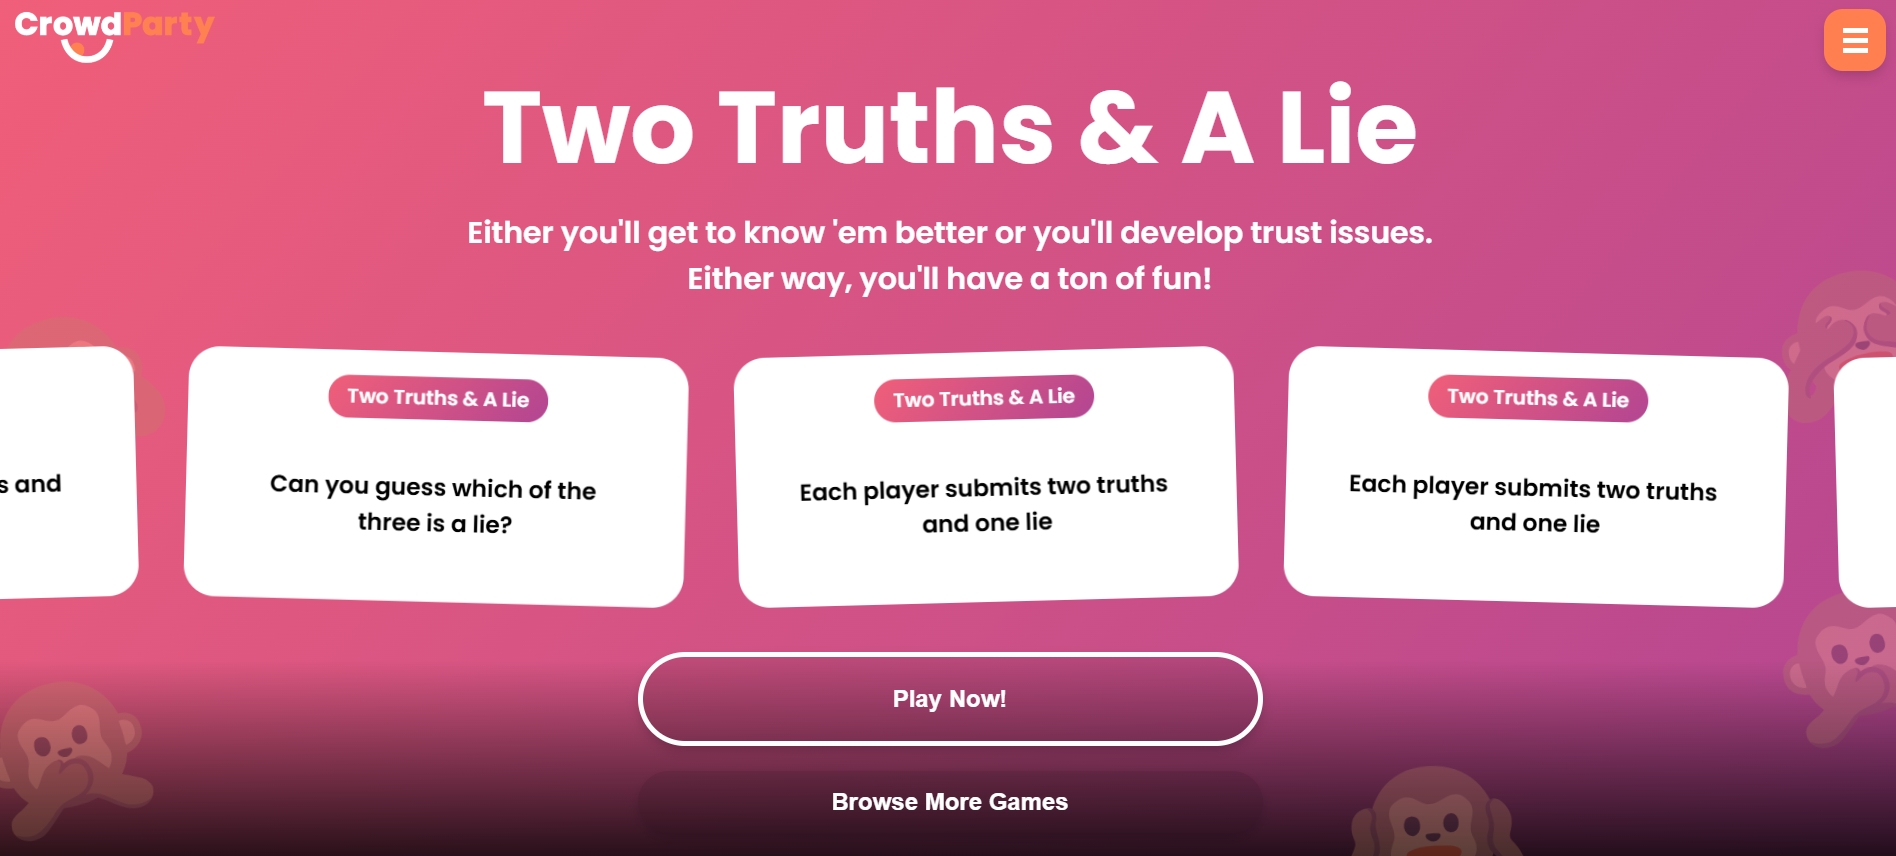 CrowdParty
Two Truths & A Lie
Either you'll get to know 'em better or you'll develop trust issues.
Either way, you'll have a ton of fun!
s and
Two Truths & A Lie
Can you guess which of the
three is a lie?
Two Truths & A Lie
Each player submits two truths
and one lie
Two Truths & A Lie
Each player submits two truths
and one lie
Play Now!
Browse More Games